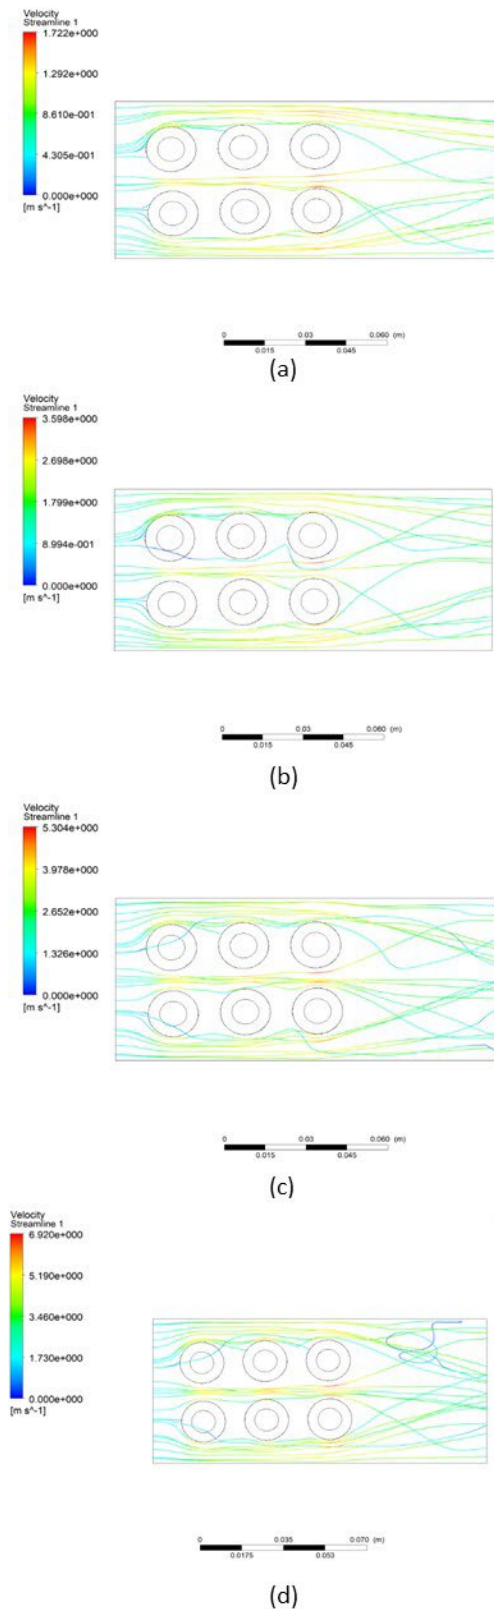 Velocity
Streamline 1
1.722e+000
1.292e+000
8.610e-001
4.305e-001
0.000e+000
[m s^-1]
0 0.03 0.060 (m)
0.015 0.045
(a)
Velocity
Streamline 1
3.598e+000
2.698e+000
1.799e+000
8.994e-001
0.000e+000
[m s^-1]
0 0.03 0.060 (m)
0.015 0.045
(b)
Velocity
Streamline 1
5.304e+000
3.978e+000
2.652e+000
1.326e+000
0.000e+000
[m s^-1]
0 0.03 0.060 (m)
0.015 0.045
(c)
Velocity
Streamline 1
6.920e+000
5.190e+000
3.460e+000
1.730e+000
0.000e+000
[m s^-1]
0 0.035 0.070 (m)
0.0175 0.053
(d)